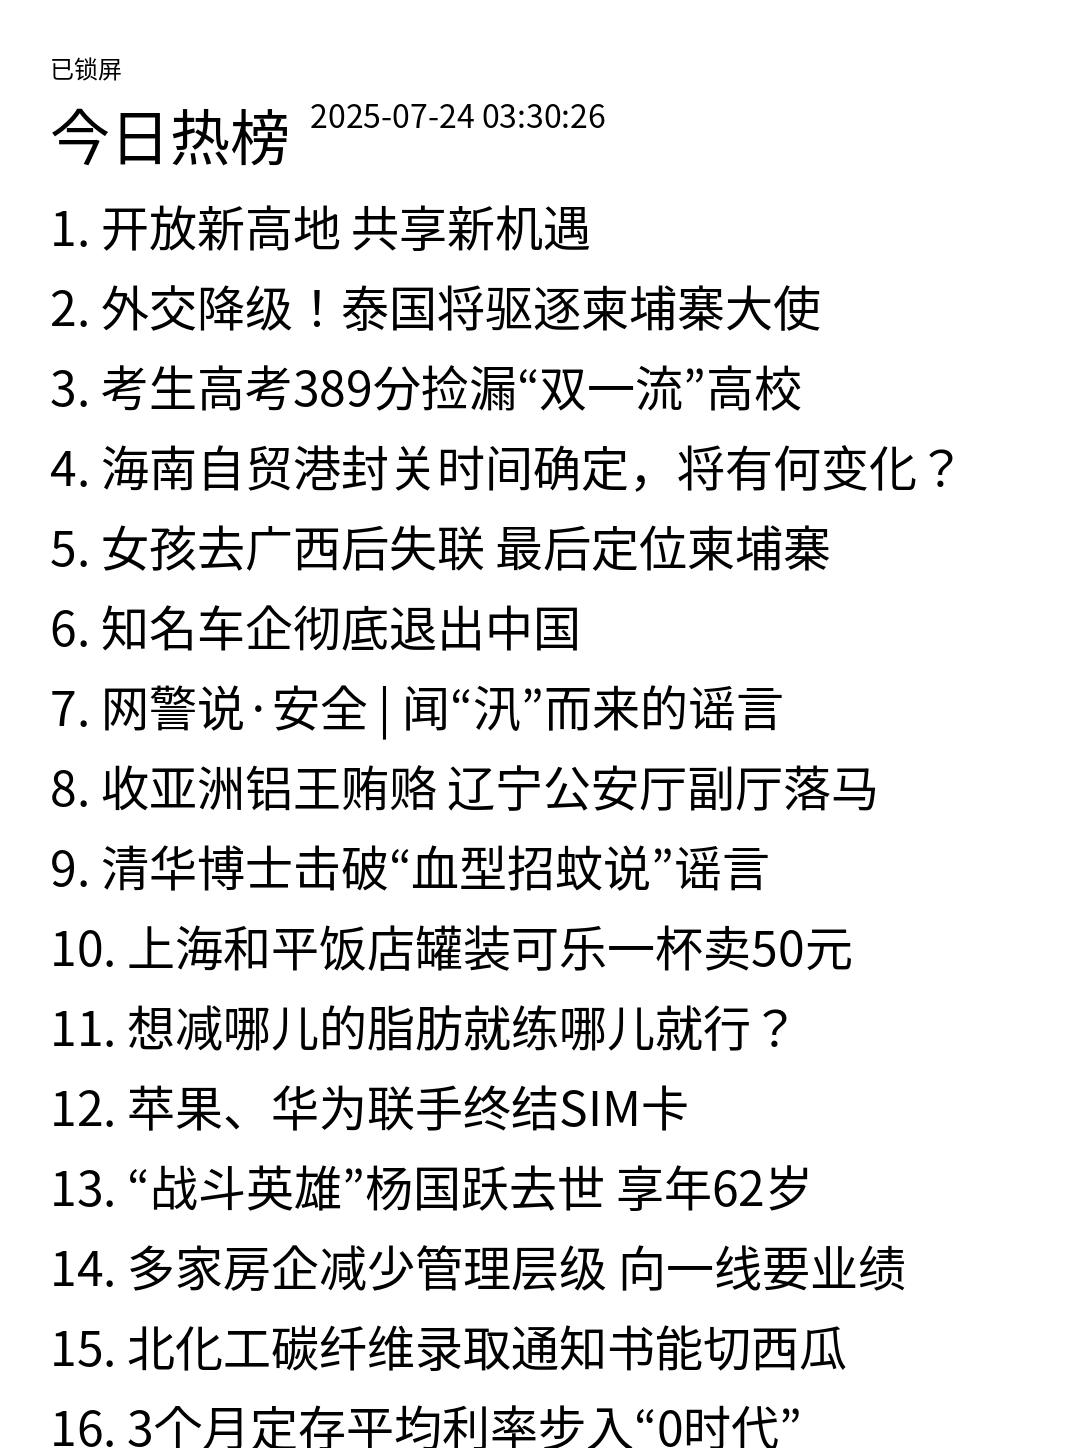 已锁屏
今日热榜 2025-07-24 03:30:26
1. 开放新高地 共享新机遇
2. 外交降级！泰国将驱逐柬埔寨大使
3. 考生高考389分捡漏“双一流”高校
4. 海南自贸港封关时间确定，将有何变化？
5. 女孩去广西后失联 最后定位柬埔寨
6. 知名车企彻底退出中国
7. 网警说·安全 | 闻“汛”而来的谣言
8. 收亚洲铝王贿赂 辽宁公安厅副厅落马
9. 清华博士击破“血型招蚊说”谣言
10. 上海和平饭店罐装可乐一杯卖50元
11. 想减哪儿的脂肪就练哪儿就行？
12. 苹果、华为联手终结SIM卡
13. “战斗英雄”杨国跃去世 享年62岁
14. 多家房企减少管理层级 向一线要业绩
15. 北化工碳纤维录取通知书能切西瓜
16. 3个月定存平均利率步入“0时代”